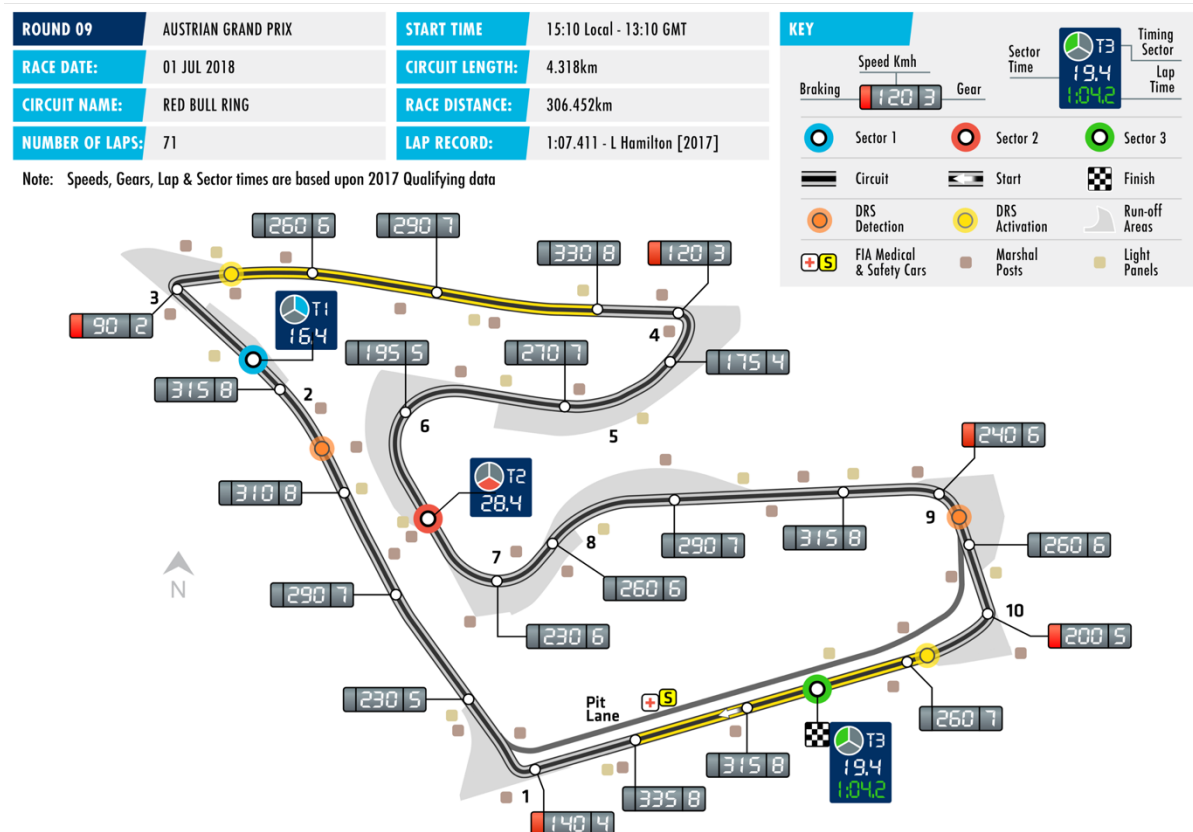 ROUND 09 AUSTRIAN GRAND PRIX
RACE DATE: 01 JUL 2018
CIRCUIT NAME: RED BULL RING
NUMBER OF LAPS: 71
START TIME 15:10 Local - 13:10 GMT
CIRCUIT LENGTH: 4.318km
RACE DISTANCE: 306.452km
LAP RECORD: 1:07.411 - L Hamilton [2017]
Note: Speeds, Gears, Lap & Sector times are based upon 2017 Qualifying data
KEY
Speed Kmh
Braking 120 3 Gear
Sector Time
T3
19.4
1:04.2
Timing Sector
Lap Time
Sector 1
Sector 2
Sector 3
Circuit
Start
Finish
DRS Detection
DRS Activation
Run-off Areas
S
FIA Medical & Safety Cars
Marshal Posts
Light Panels
260 6
290 7
330 8
120 3
3
90 2
T1
16.4
4
195 5
270 7
175 4
315 8
2
6
5
240 6
310 8
T2
28.4
9
7
8
290 7
315 8
260 6
N
290 7
260 6
230 6
10
200 5
230 5
Pit Lane
S
260 7
315 8
T3
19.4
1:04.2
1
335 8
140 4